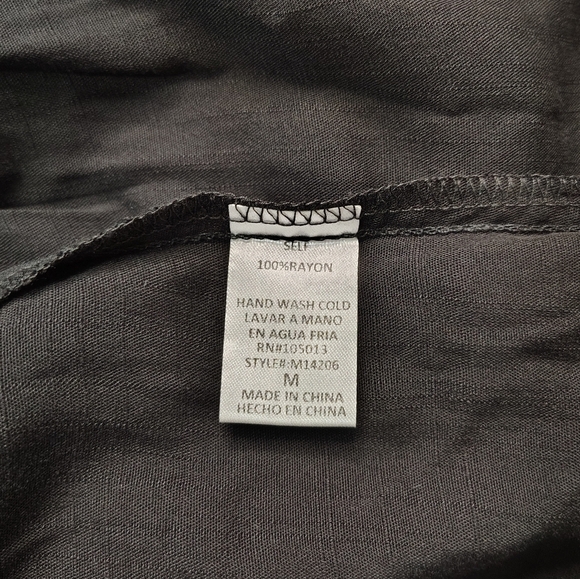 SELF
100%RAYON
HAND WASH COLD
LAVAR A MANO
EN AGUA FRIA
RN#105013
STYLE#:M14206
M
MADE IN CHINA
HECHO EN CHINA